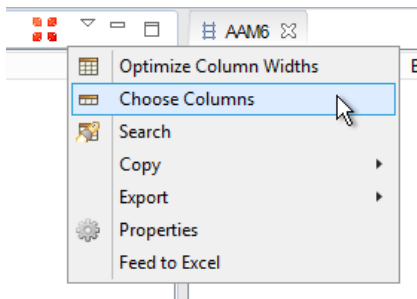 AAM6
Optimize Column Widths
Choose Columns
Search
Copy
Export
Properties
Feed to Excel